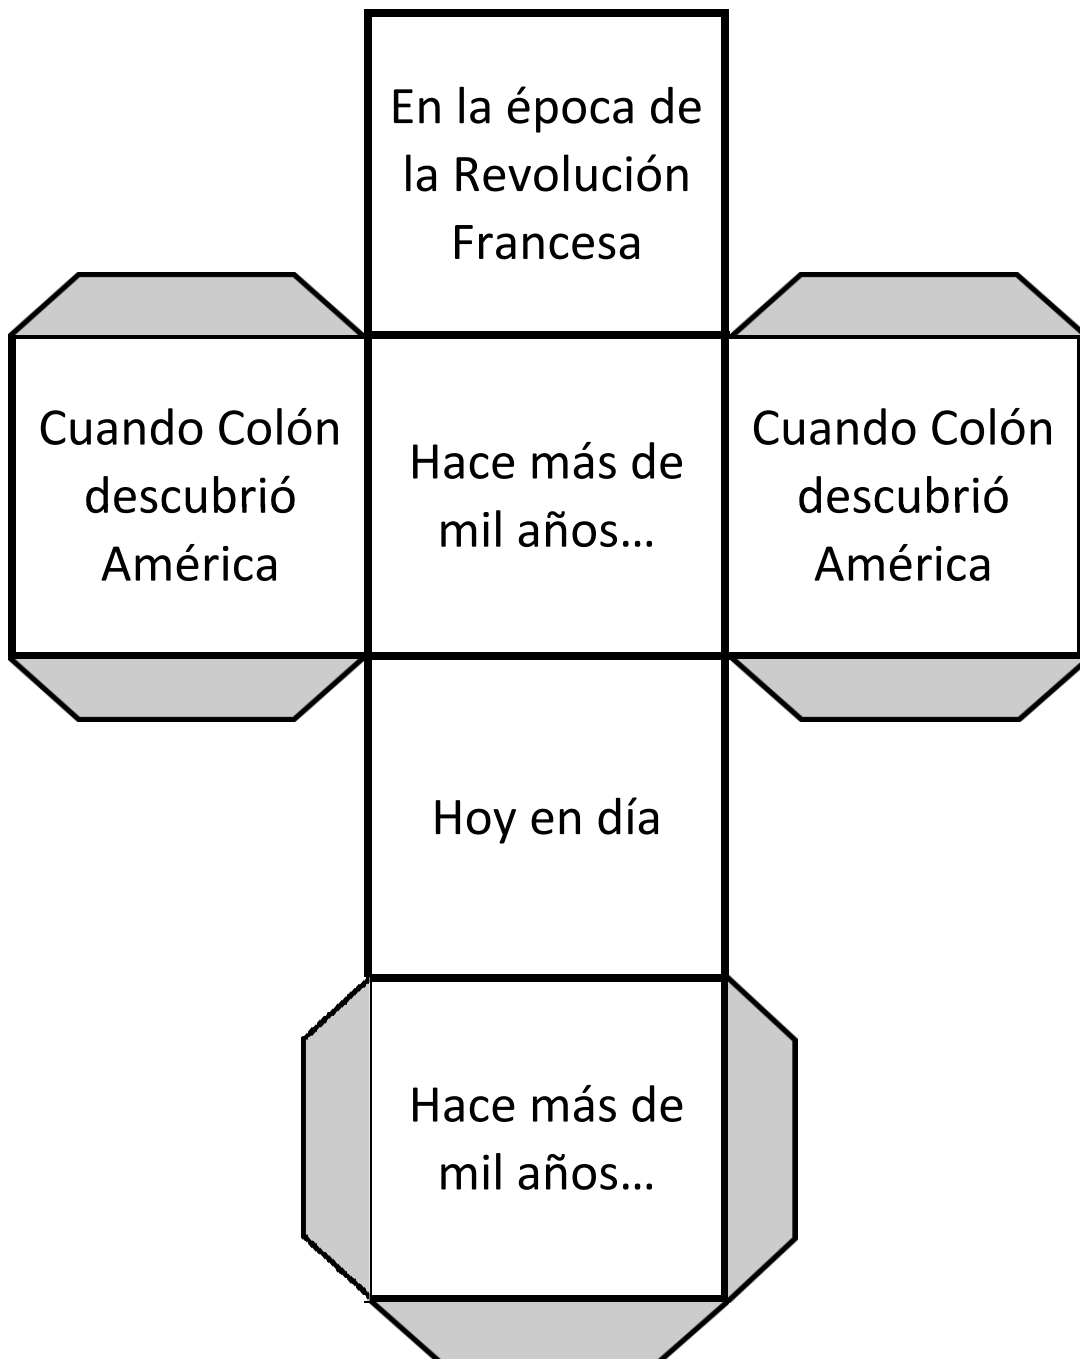 En la época de
la Revolución
Francesa
Cuando Colón
descubrió
América
Hace más de
mil años...
Cuando Colón
descubrió
América
Hoy en día
Hace más de
mil años...